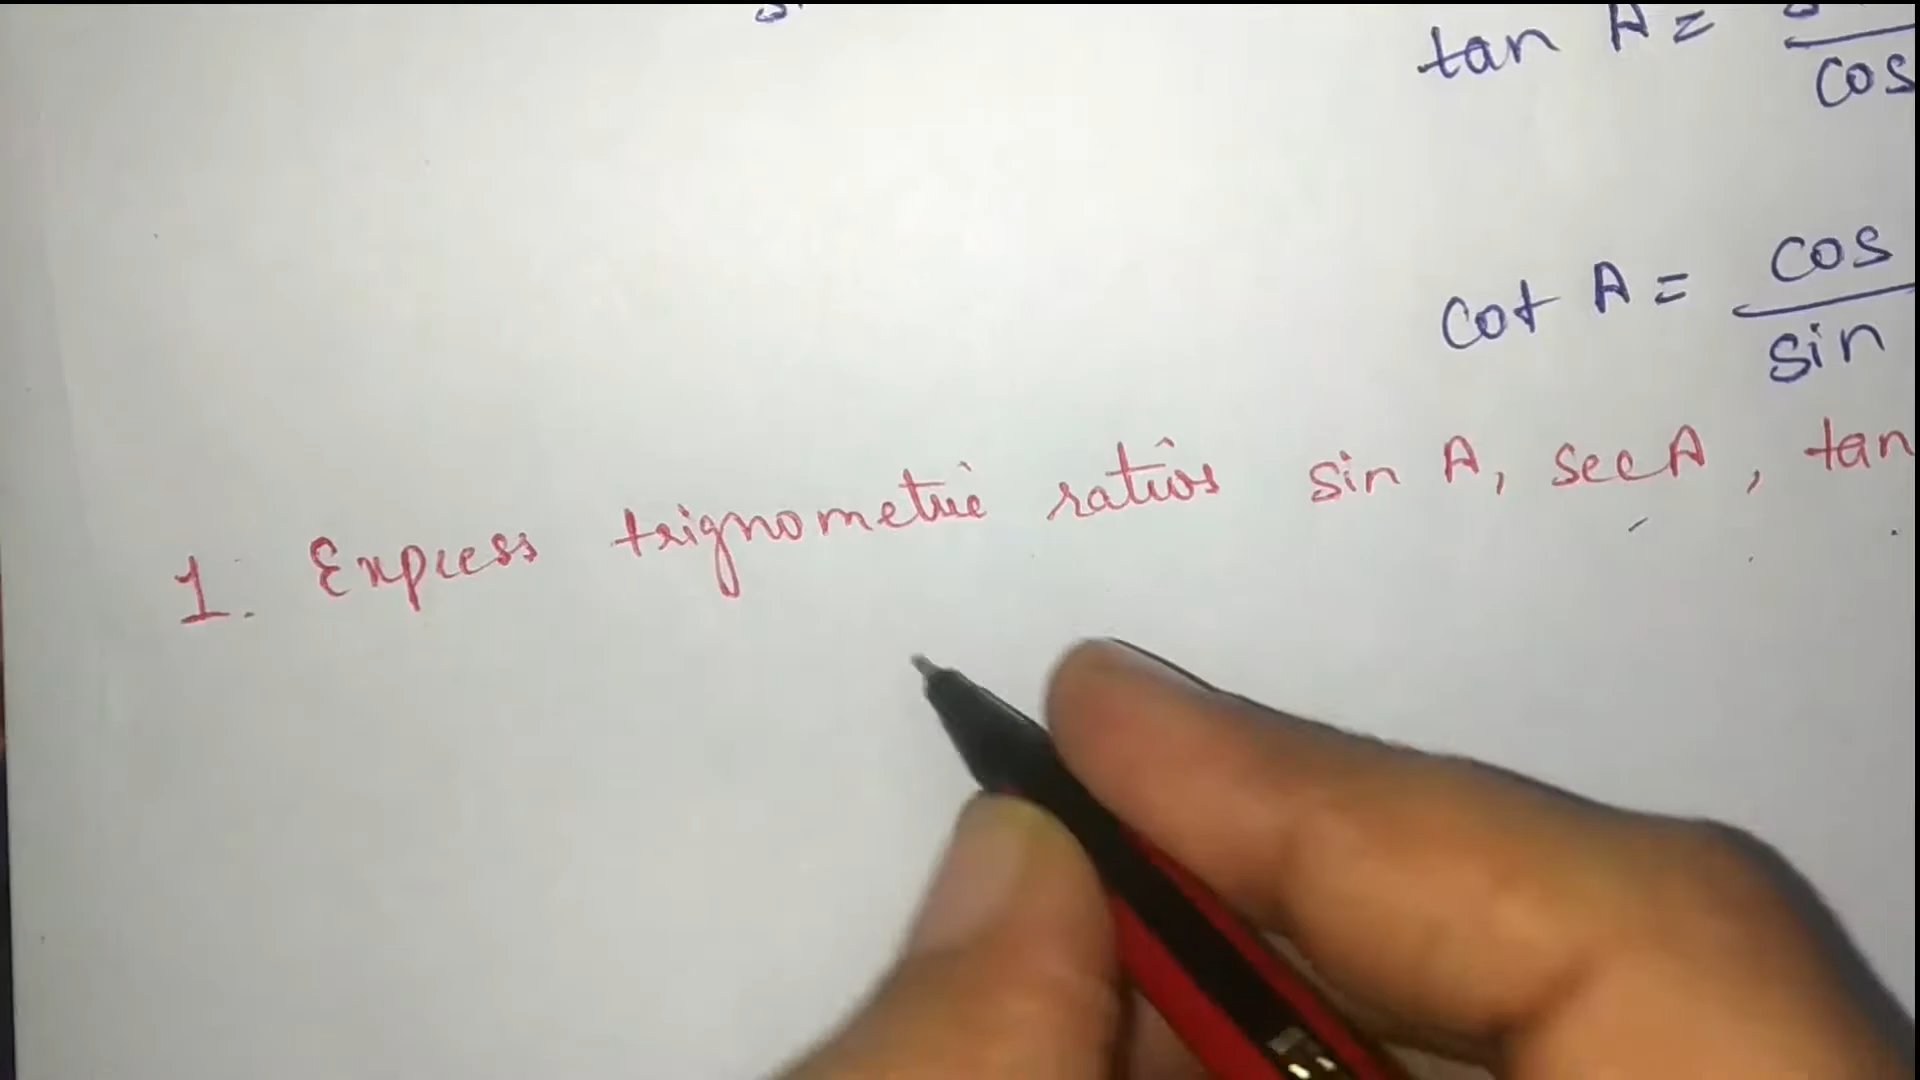 tan A =
cos
cot A = cos
sin
1. Express trignometric ratios sin A, sec A, tan